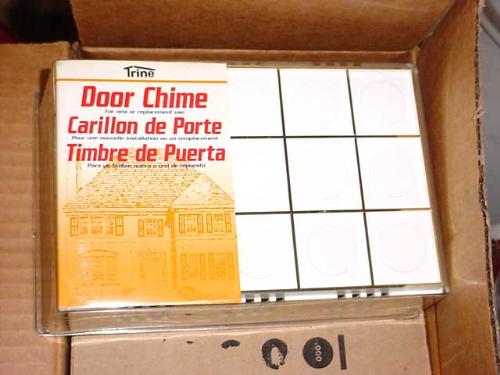 Trine
Door Chime
For new or replacement use
Carillon de Porte
Pour une nouvelle installation ou un remplacement
Timbre de Puerta
Para un timbre nuevo o uno de repuesto